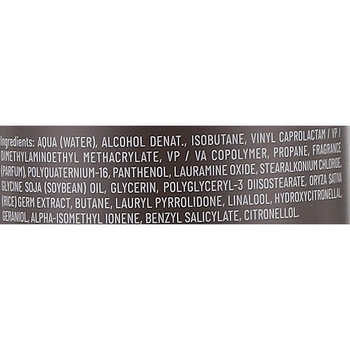 Ingredients: AQUA (WATER), ALCOHOL DENAT., ISOBUTANE, VINYL CAPROLACTAM / VP /
DIMETHYLAMINOETHYL METHACRYLATE, VP / VA COPOLYMER, PROPANE, FRAGRANCE
(PARFUM) POLYQUATERNIUM-16, PANTHENOL, LAURAMINE OXIDE, STEARALKONIUM CHLORIDE,
GLYCINE SOJA (SOYBEAN) OIL, GLYCERIN, POLYGLYCERYL-3 DIISOSTEARATE, ORYZA SATIVA
(RICE) GERM EXTRACT, BUTANE, LAURYL PYRROLIDONE, LINALOOL, HYDROXYCITRONELLAL,
GERANIOL, ALPHA-ISOMETHYL IONENE, BENZYL SALICYLATE, CITRONELLOL.